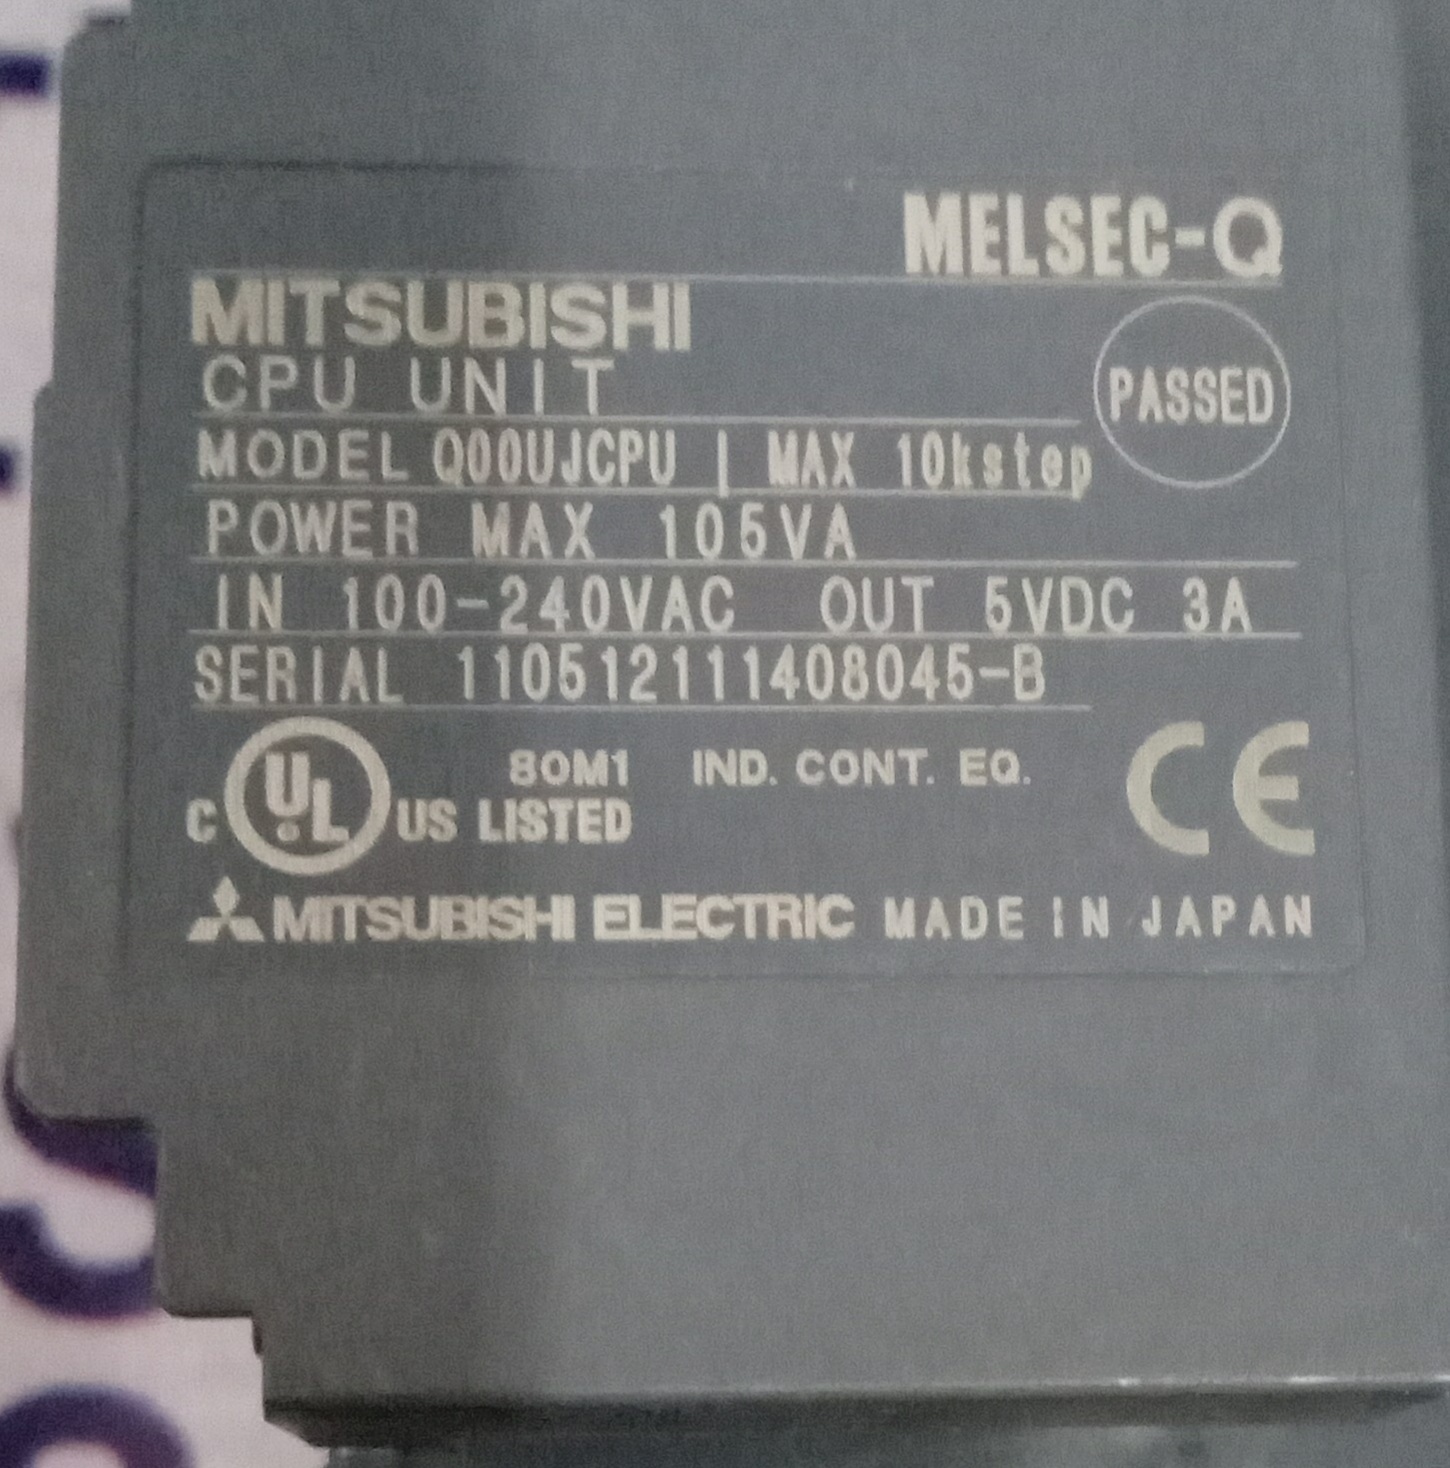 MELSEC-Q
MITSUBISHI
CPU UNIT
PASSED
MODEL Q00UJCPU | MAX 10kstep
POWER MAX 105VA
IN 100-240VAC OUT 5VDC 3A
SERIAL 110512111408045-B
C UL US LISTED
80M1 IND. CONT. EQ.
CE
MITSUBISHI ELECTRIC MADE IN JAPAN